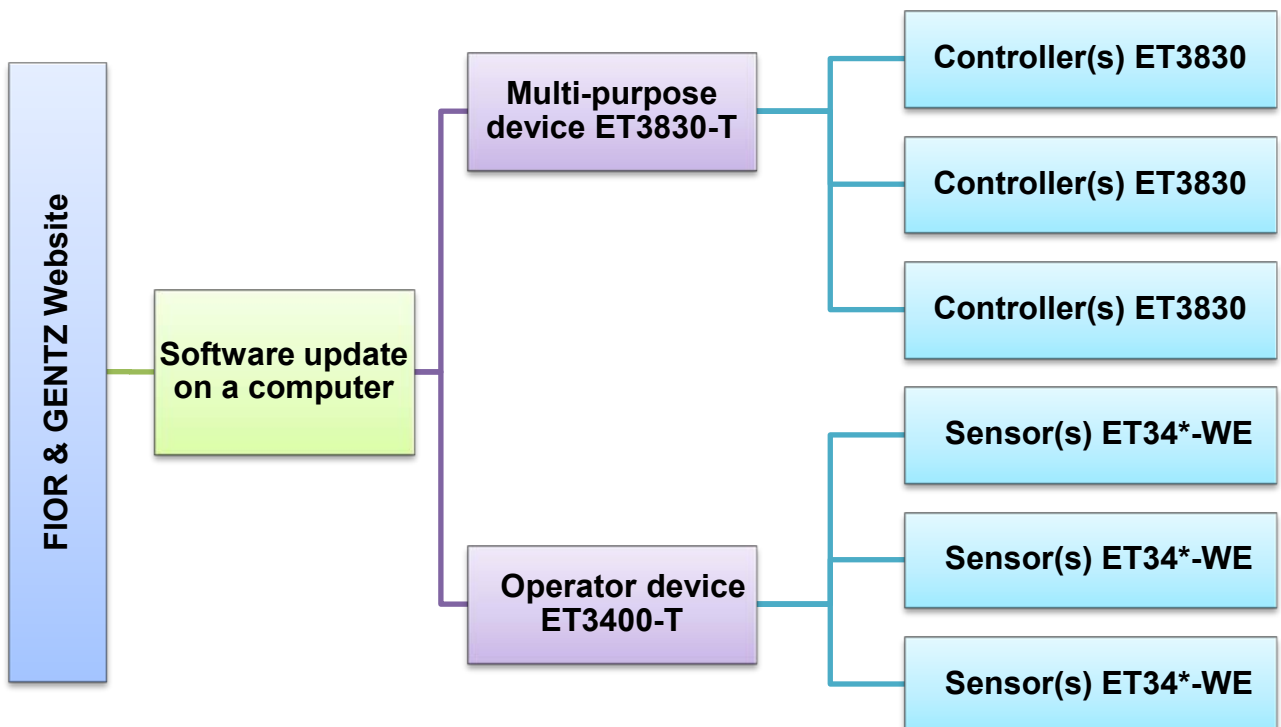 FIOR & GENTZ Website
Software update
on a computer
Multi-purpose
device ET3830-T
Operator device
ET3400-T
Controller(s) ET3830
Controller(s) ET3830
Controller(s) ET3830
Sensor(s) ET34*-WE
Sensor(s) ET34*-WE
Sensor(s) ET34*-WE